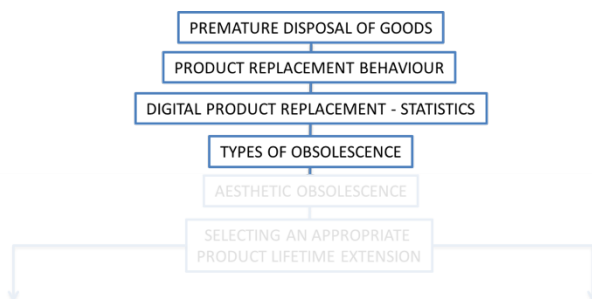 PREMATURE DISPOSAL OF GOODS
PRODUCT REPLACEMENT BEHAVIOUR
DIGITAL PRODUCT REPLACEMENT - STATISTICS
TYPES OF OBSOLESCENCE
AESTHETIC OBSOLESCENCE
SELECTING AN APPROPRIATE
PRODUCT LIFETIME EXTENSION